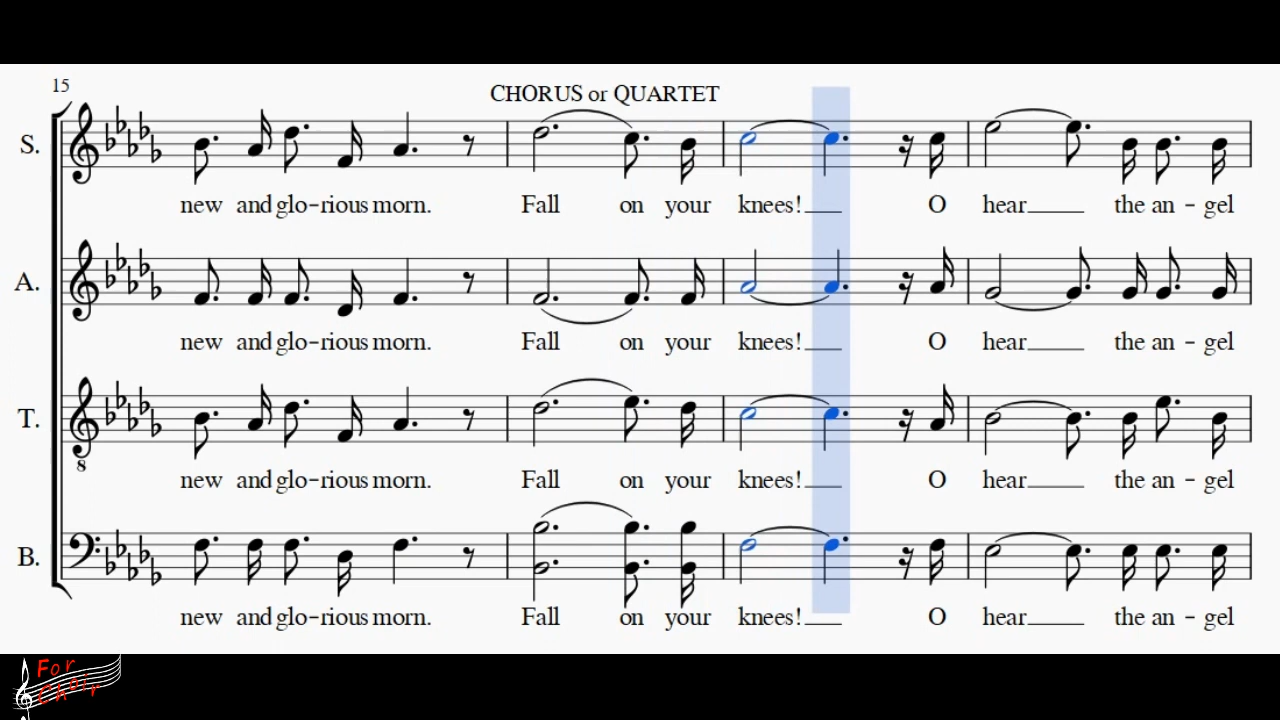 15
CHORUS or QUARTET
S.
new and glo-rious morn. Fall on your knees! O hear the an - gel
A.
new and glo-rious morn. Fall on your knees! O hear the an - gel
T.
8
new and glo-rious morn. Fall on your knees! O hear the an - gel
B.
new and glo-rious morn. Fall on your knees! O hear the an - gel
For
Choir